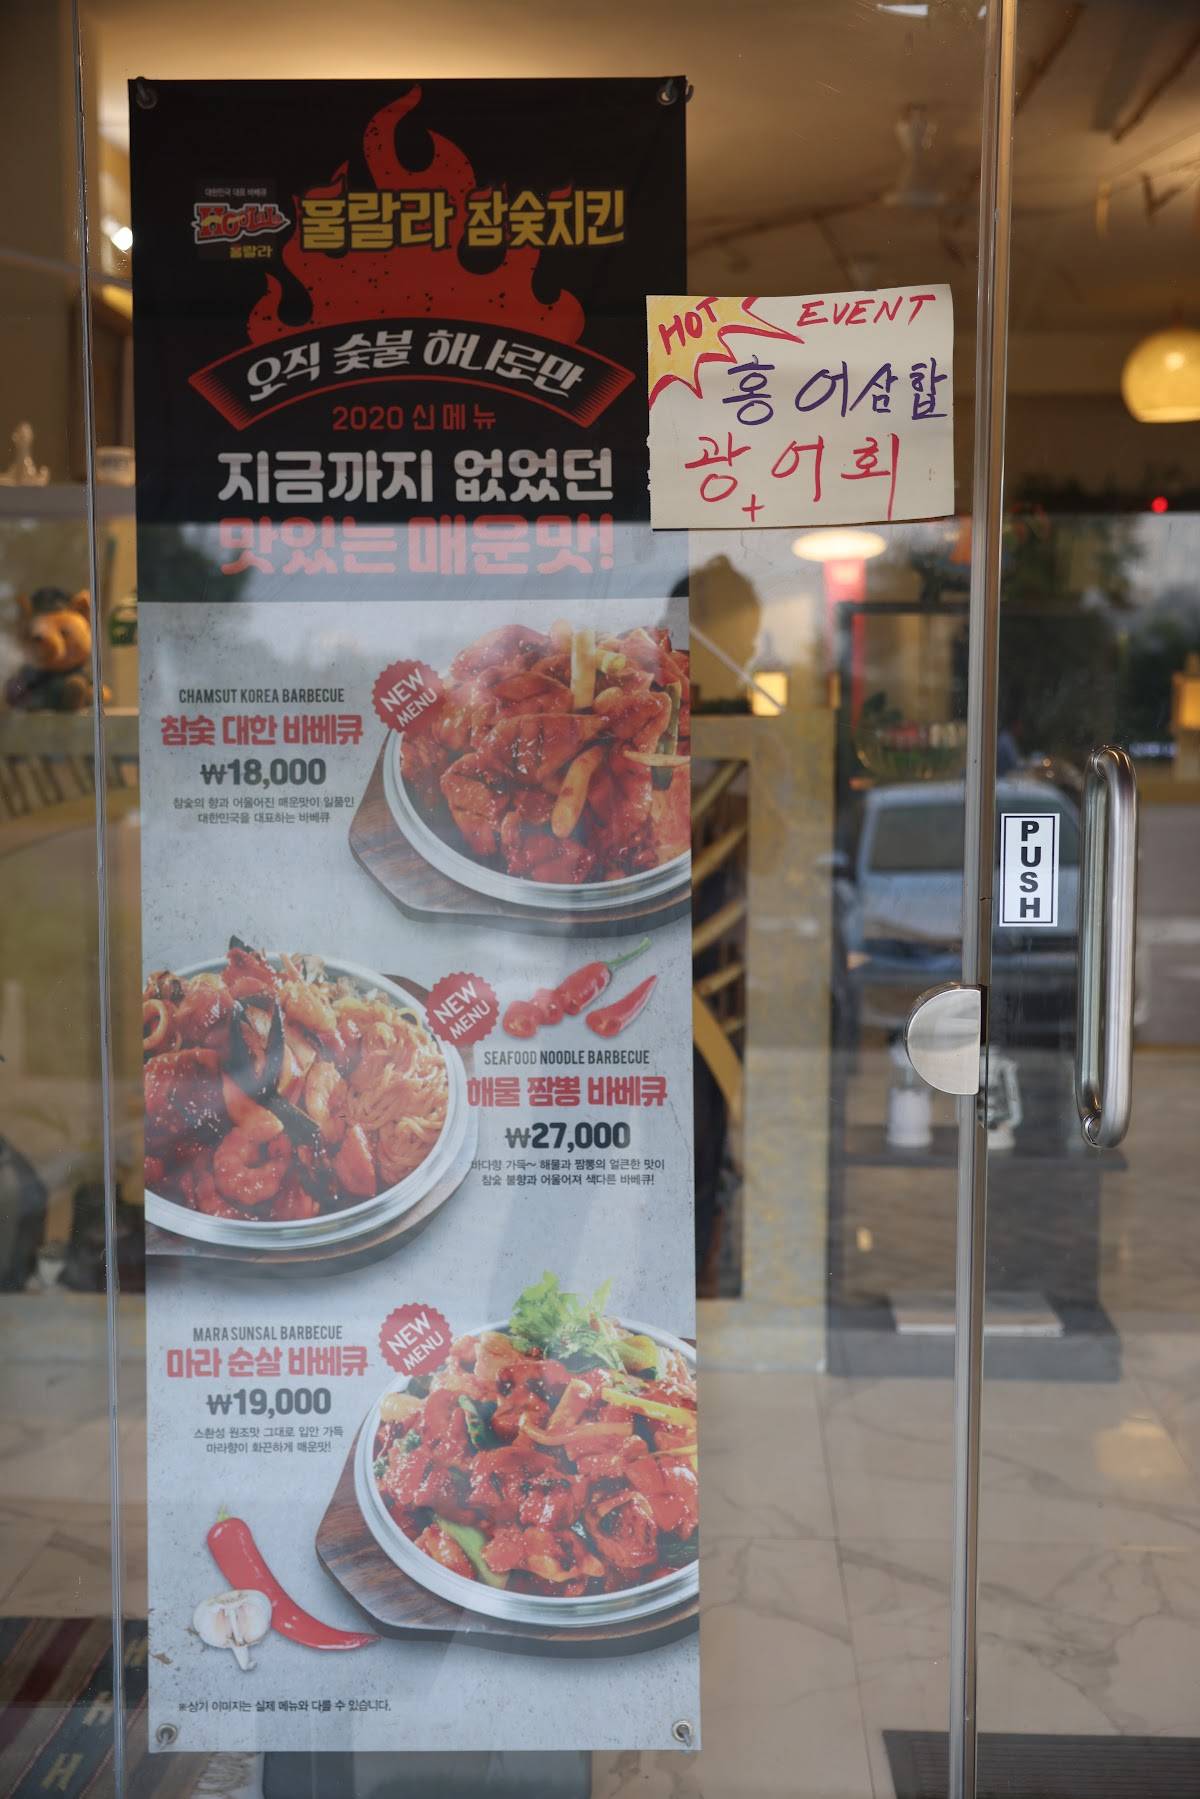 대한민국 대표 바베큐
훌랄라
훌랄라 참숯치킨
오직 숯불 하나로만
2020 신메뉴
지금까지 없었던
맛있는 매운맛!
HOT EVENT
홍어삼합
+
광어회
CHAMSUT KOREA BARBECUE
참숯 대한 바베큐
₩18,000
참숯의 향과 어울어진 매운맛이 일품인
대한민국을 대표하는 바베큐
NEW
MENU
NEW
MENU
SEAFOOD NOODLE BARBECUE
해물 짬뽕 바베큐
₩27,000
바다향 가득~ 해물과 짬뽕의 얼큰한 맛이
참숯 불향과 어울어져 색다른 바베큐!
MARA SUNSAL BARBECUE
마라 순살 바베큐
₩19,000
스촨성 원조맛 그대로 입안 가득
마라향이 화끈하게 매운맛!
NEW
MENU
※상기 이미지는 실제 메뉴와 다를 수 있습니다.
PUSH
H
H